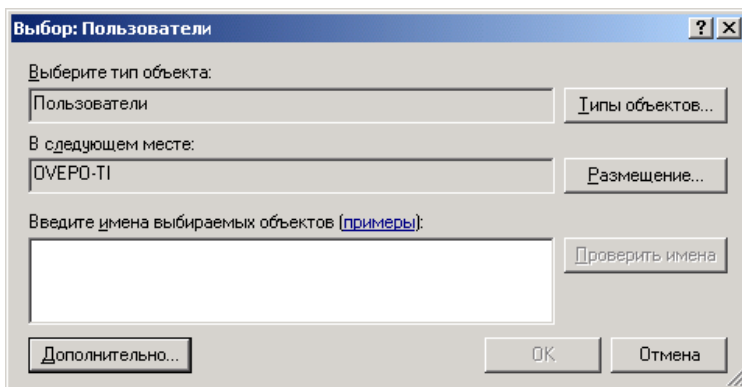 Выбор: Пользователи
Выберите тип объекта:
Пользователи
Типы объектов...
В следующем месте:
OVEPO-TI
Размещение...
Введите имена выбираемых объектов (примеры):
Проверить имена
Дополнительно...
OK
Отмена